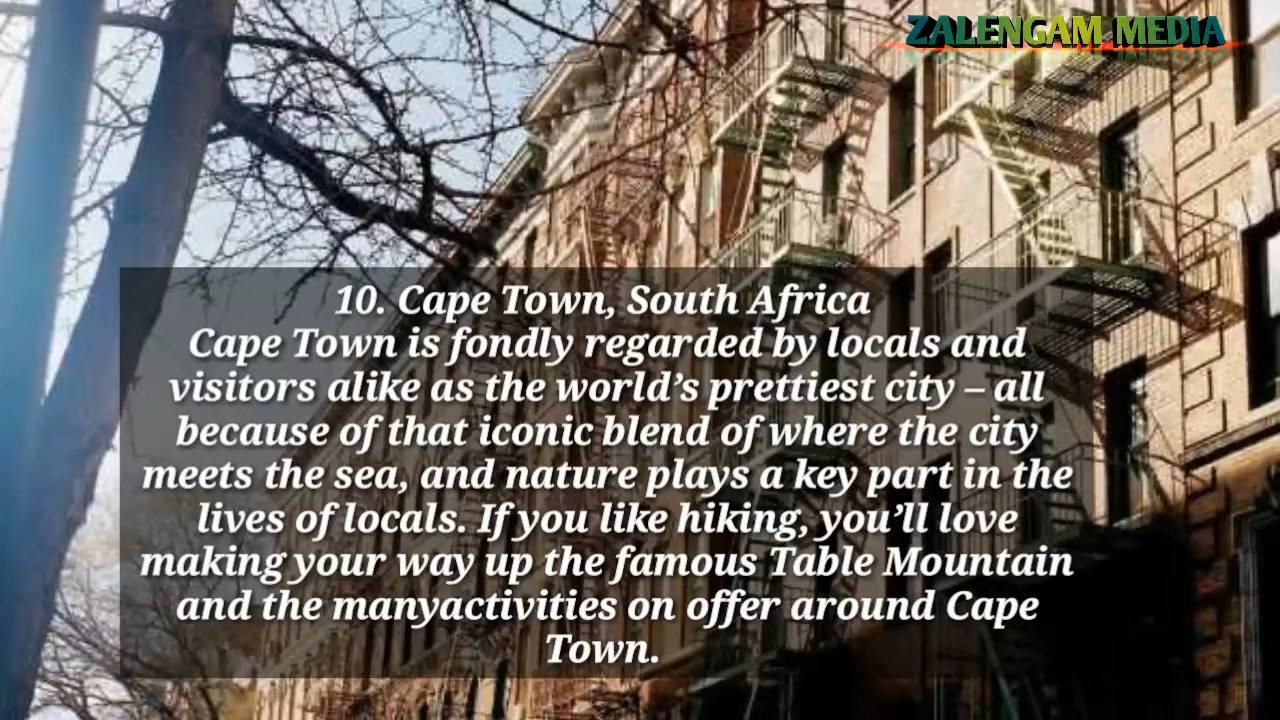 ZALENGAM MEDIA
10. Cape Town, South Africa
Cape Town is fondly regarded by locals and
visitors alike as the world’s prettiest city – all
because of that iconic blend of where the city
meets the sea, and nature plays a key part in the
lives of locals. If you like hiking, you’ll love
making your way up the famous Table Mountain
and the manyactivities on offer around Cape
Town.